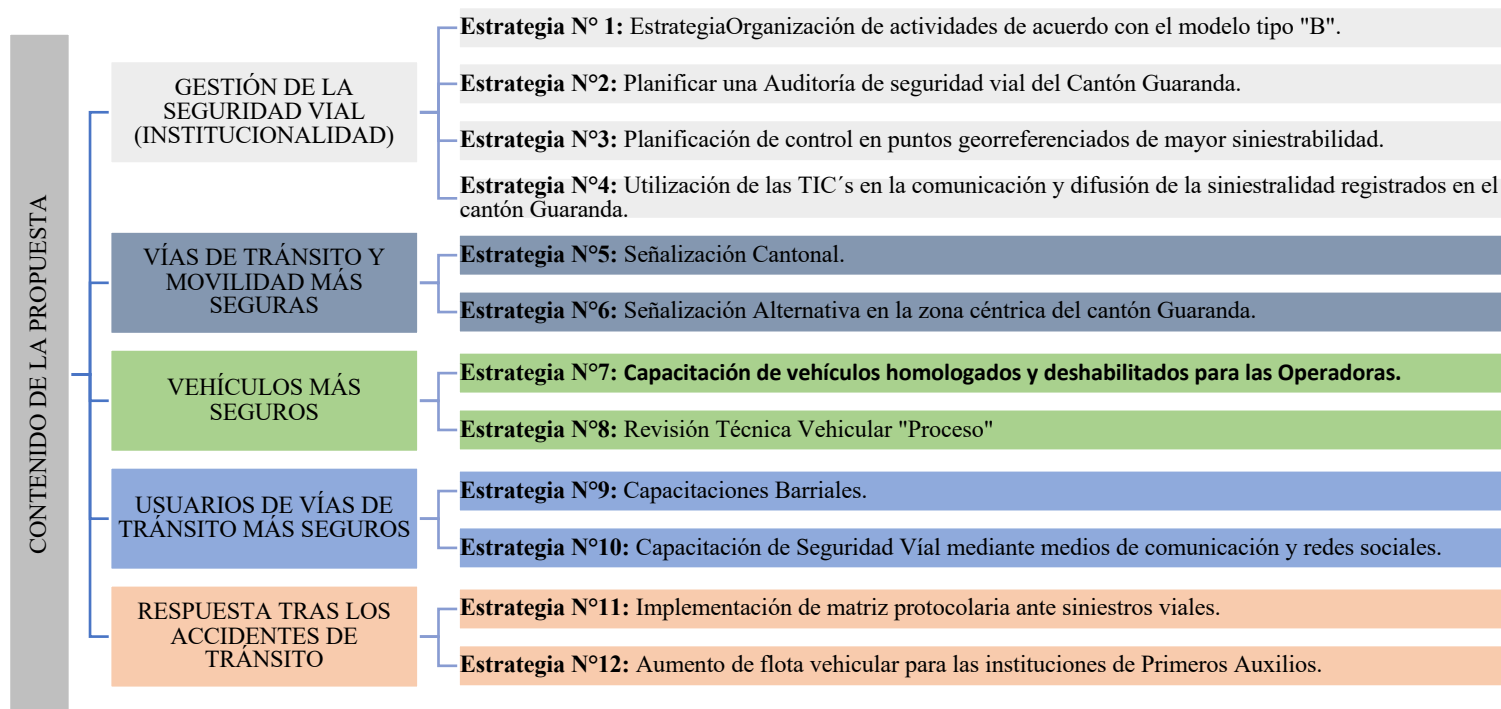 CONTENIDO DE LA PROPUESTA
GESTIÓN DE LA
SEGURIDAD VIAL
(INSTITUCIONALIDAD)
Estrategia N° 1: EstrategiaOrganización de actividades de acuerdo con el modelo tipo "B".
Estrategia N°2: Planificar una Auditoría de seguridad vial del Cantón Guaranda.
Estrategia N°3: Planificación de control en puntos georreferenciados de mayor siniestrabilidad.
Estrategia N°4: Utilización de las TIC´s en la comunicación y difusión de la siniestralidad registrados en el
cantón Guaranda.
VÍAS DE TRÁNSITO Y
MOVILIDAD MÁS
SEGURAS
Estrategia N°5: Señalización Cantonal.
Estrategia N°6: Señalización Alternativa en la zona céntrica del cantón Guaranda.
VEHÍCULOS MÁS
SEGUROS
Estrategia N°7: Capacitación de vehículos homologados y deshabilitados para las Operadoras.
Estrategia N°8: Revisión Técnica Vehicular "Proceso"
USUARIOS DE VÍAS DE
TRÁNSITO MÁS SEGUROS
Estrategia N°9: Capacitaciones Barriales.
Estrategia N°10: Capacitación de Seguridad Víal mediante medios de comunicación y redes sociales.
RESPUESTA TRAS LOS
ACCIDENTES DE
TRÁNSITO
Estrategia N°11: Implementación de matriz protocolaria ante siniestros viales.
Estrategia N°12: Aumento de flota vehicular para las instituciones de Primeros Auxilios.